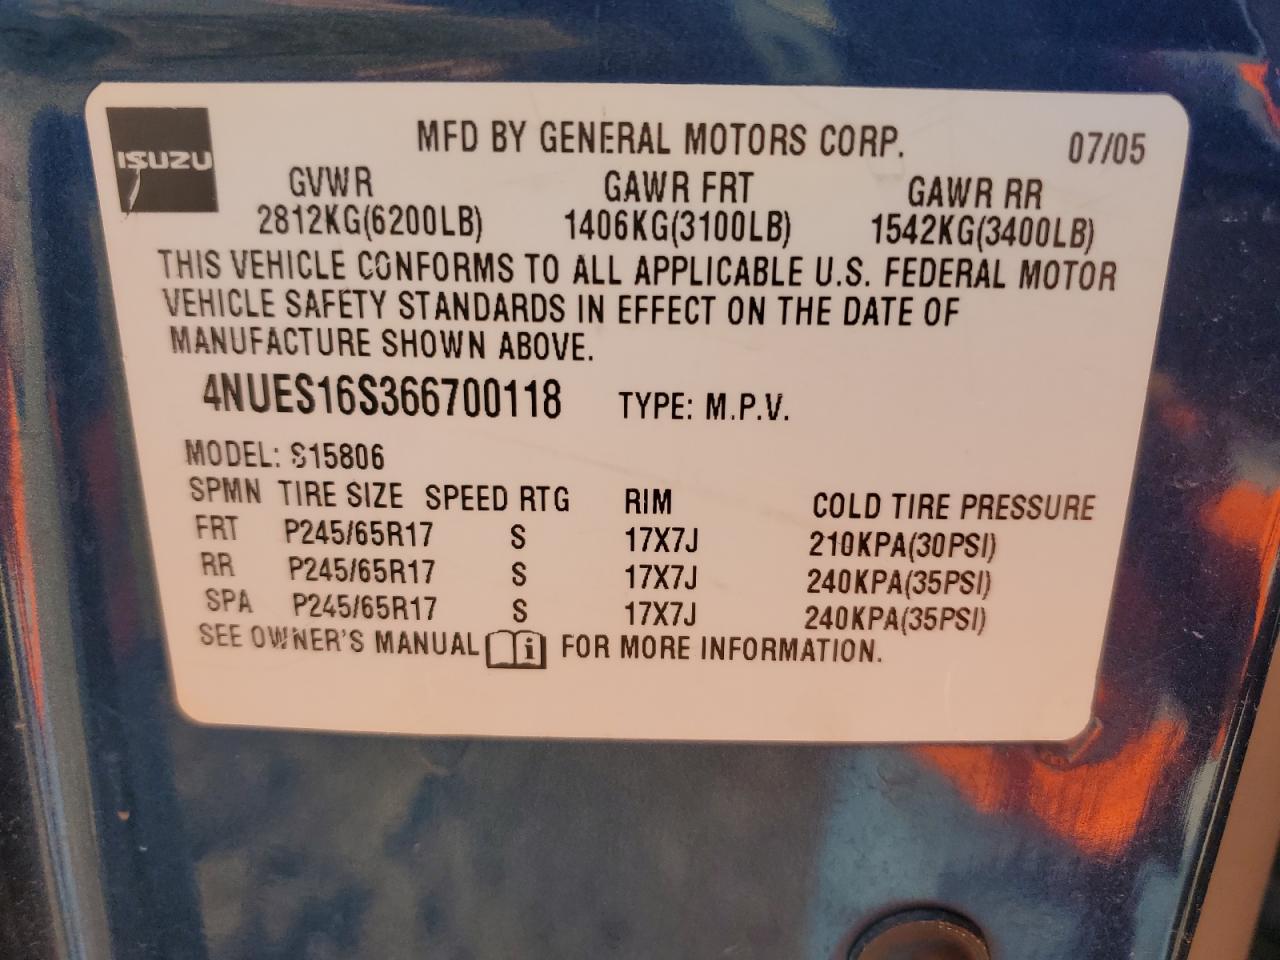 ISUZU
MFD BY GENERAL MOTORS CORP. 07/05
GVWR GAWR FRT GAWR RR
2812KG(6200LB) 1406KG(3100LB) 1542KG(3400LB)
THIS VEHICLE CONFORMS TO ALL APPLICABLE U.S. FEDERAL MOTOR
VEHICLE SAFETY STANDARDS IN EFFECT ON THE DATE OF
MANUFACTURE SHOWN ABOVE.
4NUES16S366700118 TYPE: M.P.V.
MODEL: S15806
SPMN TIRE SIZE SPEED RTG RIM COLD TIRE PRESSURE
FRT P245/65R17 S 17X7J 210KPA(30PSI)
RR P245/65R17 S 17X7J 240KPA(35PSI)
SPA P245/65R17 S 17X7J 240KPA(35PSI)
SEE OWNER'S MANUAL i FOR MORE INFORMATION.